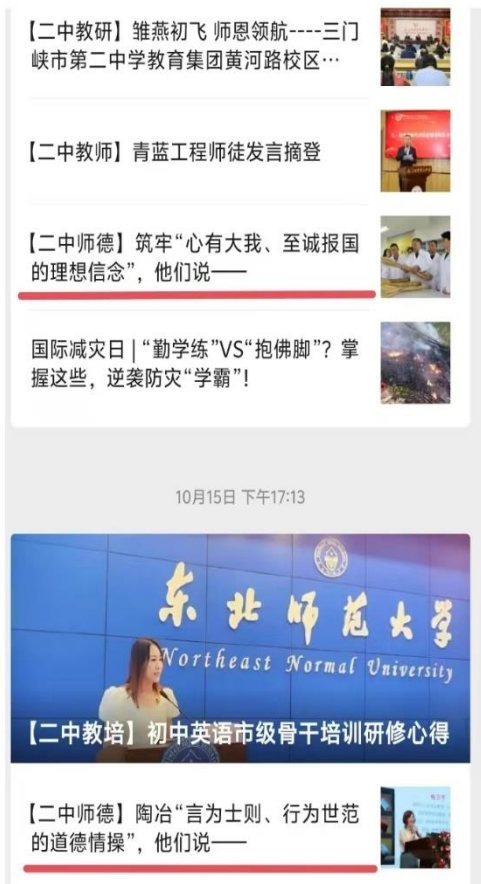 【二中教研】雏燕初飞 师恩领航----三门
峡市第二中学教育集团黄河路校区…
【二中教师】青蓝工程师徒发言摘登
【二中师德】筑牢“心有大我、至诚报国
的理想信念”，他们说——
国际减灾日 | “勤学练”VS“抱佛脚”？掌
握这些，逆袭防灾“学霸”！
10月15日 下午17:13
东北师范大学
Northeast Normal University
【二中教培】初中英语市级骨干培训研修心得
【二中师德】陶冶“言为士则、行为世范
的道德情操”，他们说——